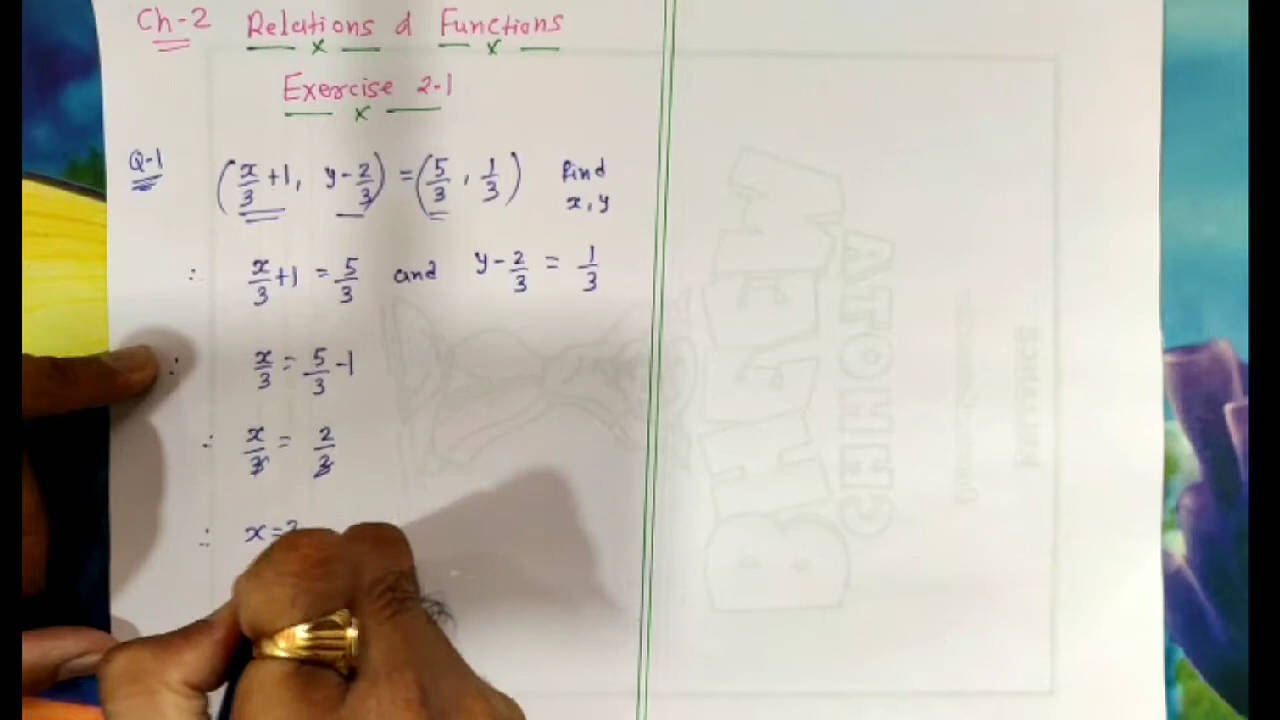 Ch-2 Relations & Functions
Exercise 2.1
Q-1 (x/3 +1, y-2/3) = (5/3, 1/3) find x, y
∴ x/3 +1 = 5/3 and y-2/3 = 1/3
∴ x/3 = 5/3 -1
∴ x/3 = 2/3
∴ x=2